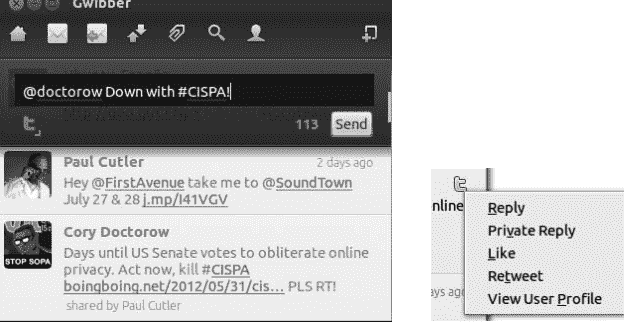 Gwibber
@doctorow Down with #CISPA!
113 Send
Paul Cutler 2 days ago
Hey @FirstAvenue take me to @SoundTown
July 27 & 28 j.mp/I41VGV
STOP SOPA
Cory Doctorow
Days until US Senate votes to obliterate online
privacy. Act now, kill #CISPA
boingboing.net/2012/05/31/cis... PLS RT!
shared by Paul Cutler
nline
ays ago
Reply
Private Reply
Like
Retweet
View User Profile